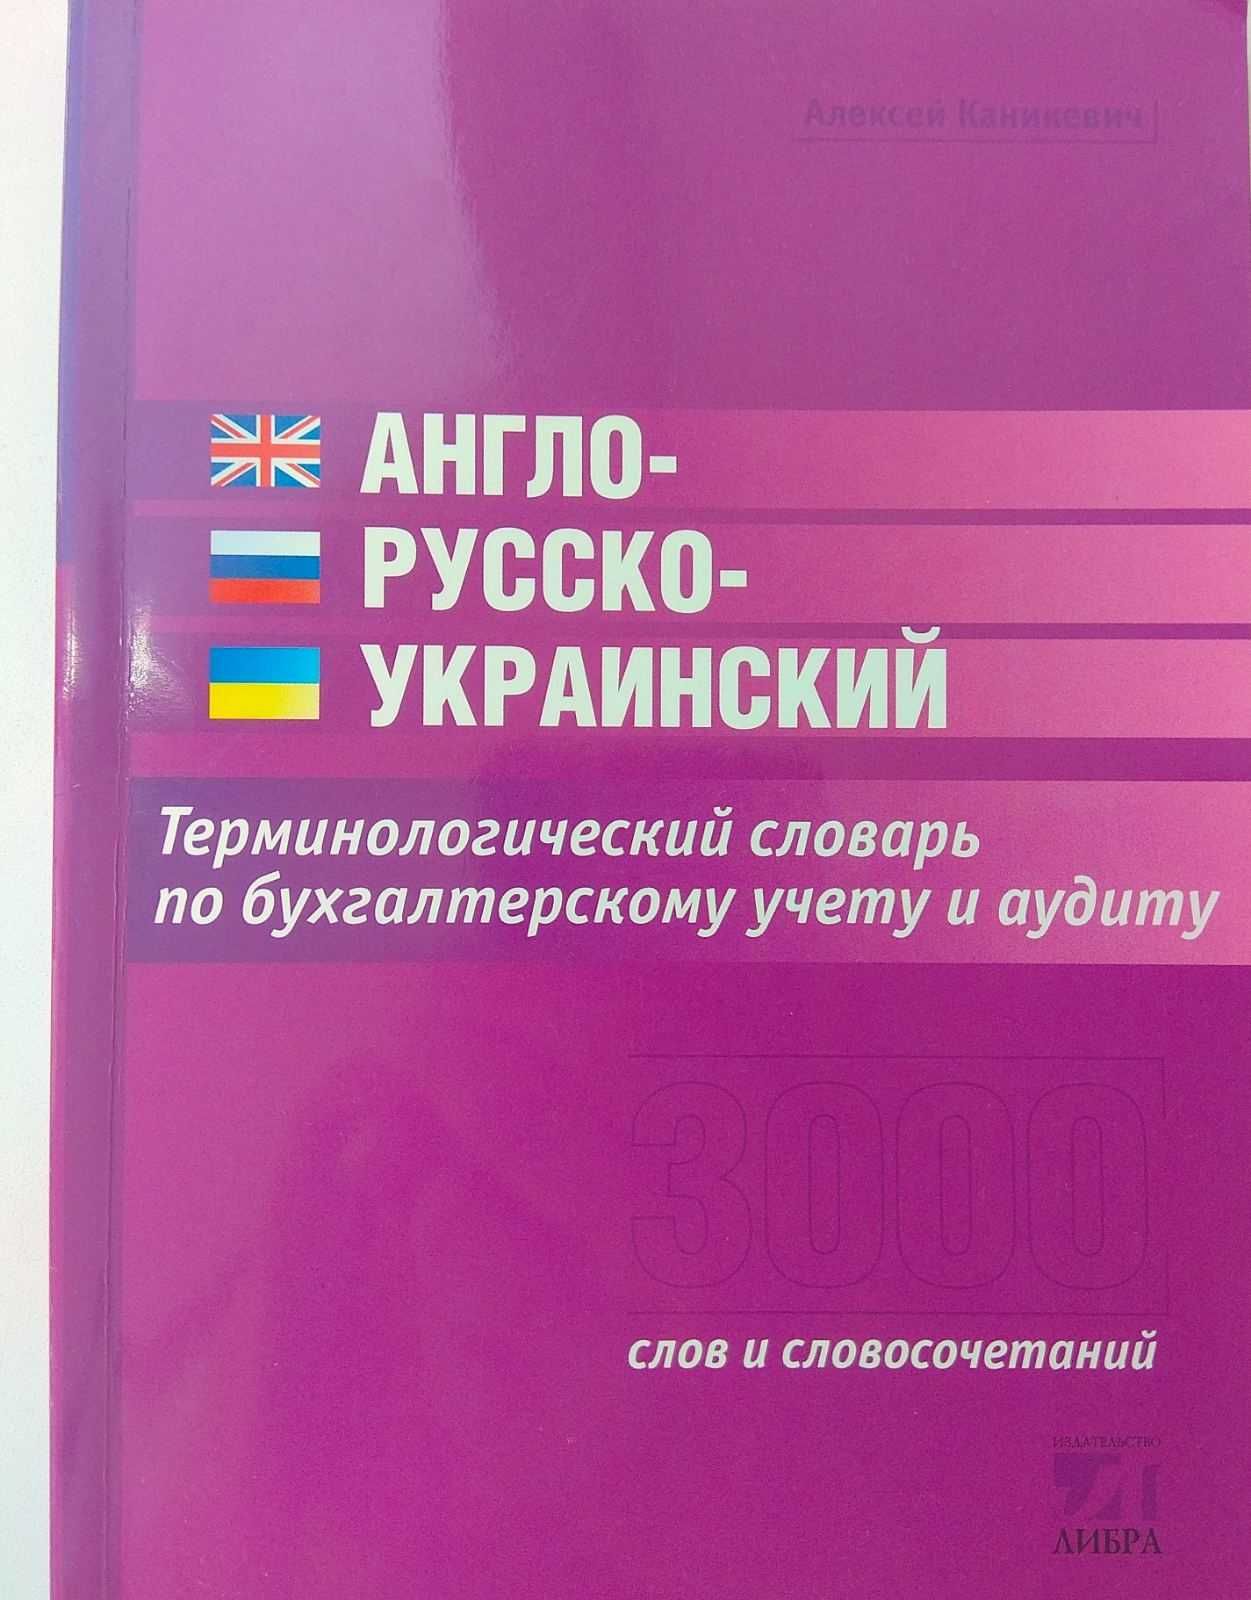 Алексей Каникевич
АНГЛО-
РУССКО-
УКРАИНСКИЙ
Терминологический словарь
по бухгалтерскому учету и аудиту
3000
слов и словосочетаний
ИЗДАТЕЛЬСТВО
ЛИБРА